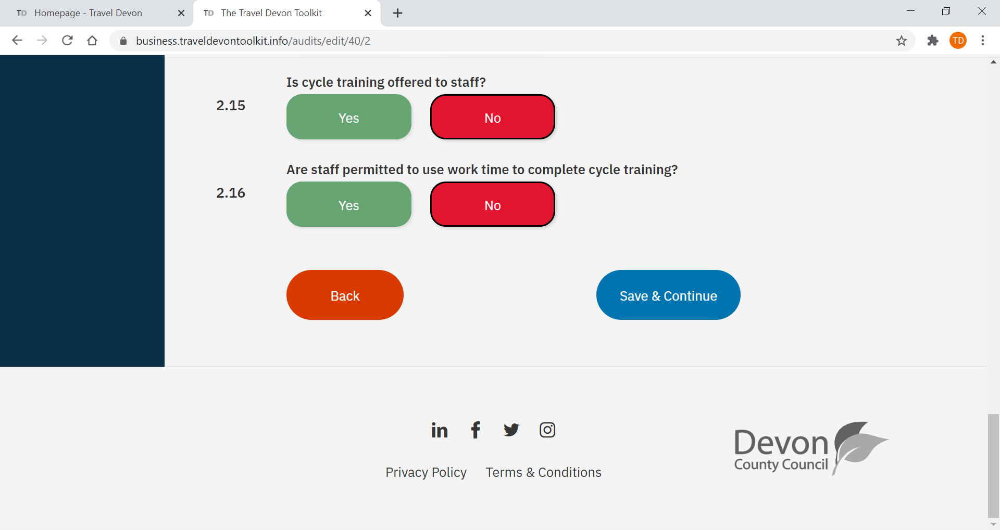 TD Homepage - Travel Devon
TD The Travel Devon Toolkit
business.traveldevontoolkit.info/audits/edit/40/2
TD
Is cycle training offered to staff?
2.15
Yes
No
Are staff permitted to use work time to complete cycle training?
2.16
Yes
No
Back
Save & Continue
in
Privacy Policy
Terms & Conditions
Devon
County Council